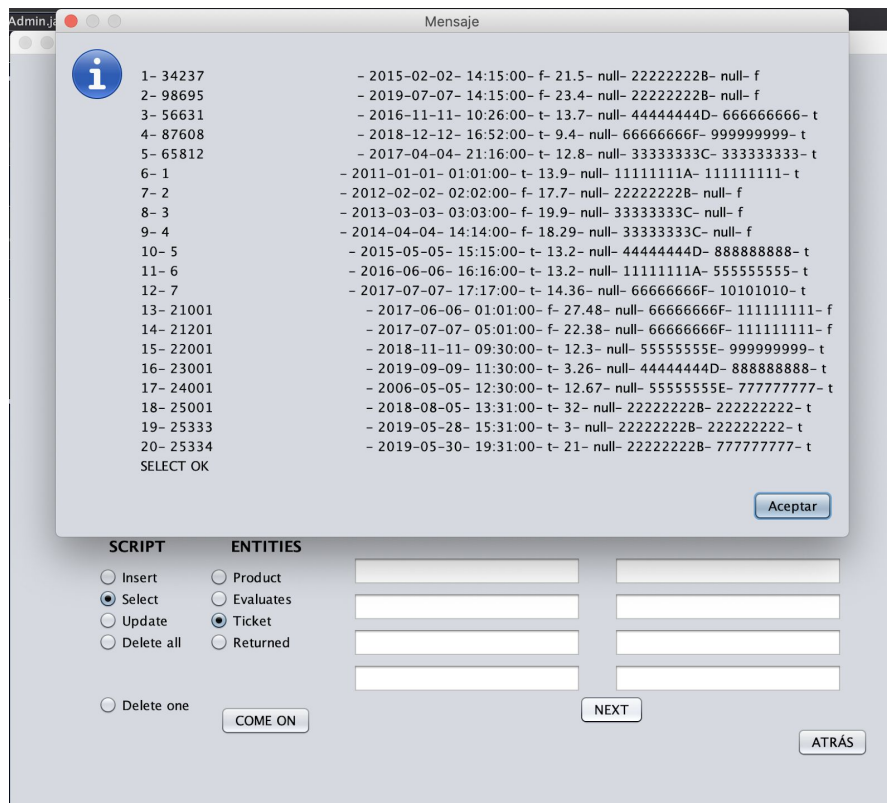 Admin.ja
Mensaje
1- 34237 - 2015-02-02- 14:15:00- f- 21.5- null- 22222222B- null- f
2- 98695 - 2019-07-07- 14:15:00- f- 23.4- null- 22222222B- null- f
3- 56631 - 2016-11-11- 10:26:00- t- 13.7- null- 44444444D- 666666666- t
4- 87608 - 2018-12-12- 16:52:00- t- 9.4- null- 66666666F- 999999999- t
5- 65812 - 2017-04-04- 21:16:00- t- 12.8- null- 33333333C- 333333333- t
6- 1 - 2011-01-01- 01:01:00- t- 13.9- null- 11111111A- 111111111- t
7- 2 - 2012-02-02- 02:02:00- f- 17.7- null- 22222222B- null- f
8- 3 - 2013-03-03- 03:03:00- f- 19.9- null- 33333333C- null- f
9- 4 - 2014-04-04- 14:14:00- f- 18.29- null- 33333333C- null- f
10- 5 - 2015-05-05- 15:15:00- t- 13.2- null- 44444444D- 888888888- t
11- 6 - 2016-06-06- 16:16:00- t- 13.2- null- 11111111A- 555555555- t
12- 7 - 2017-07-07- 17:17:00- t- 14.36- null- 66666666F- 10101010- t
13- 21001 - 2017-06-06- 01:01:00- f- 27.48- null- 66666666F- 111111111- f
14- 21201 - 2017-07-07- 05:01:00- f- 22.38- null- 66666666F- 111111111- f
15- 22001 - 2018-11-11- 09:30:00- t- 12.3- null- 55555555E- 999999999- t
16- 23001 - 2019-09-09- 11:30:00- t- 3.26- null- 44444444D- 888888888- t
17- 24001 - 2006-05-05- 12:30:00- t- 12.67- null- 55555555E- 777777777- t
18- 25001 - 2018-08-05- 13:31:00- t- 32- null- 22222222B- 222222222- t
19- 25333 - 2019-05-28- 15:31:00- t- 3- null- 22222222B- 222222222- t
20- 25334 - 2019-05-30- 19:31:00- t- 21- null- 22222222B- 777777777- t
SELECT OK
Aceptar
SCRIPT ENTITIES
Insert Product
Select Evaluates
Update Ticket
Delete all Returned
Delete one
COME ON
NEXT
ATRÁS